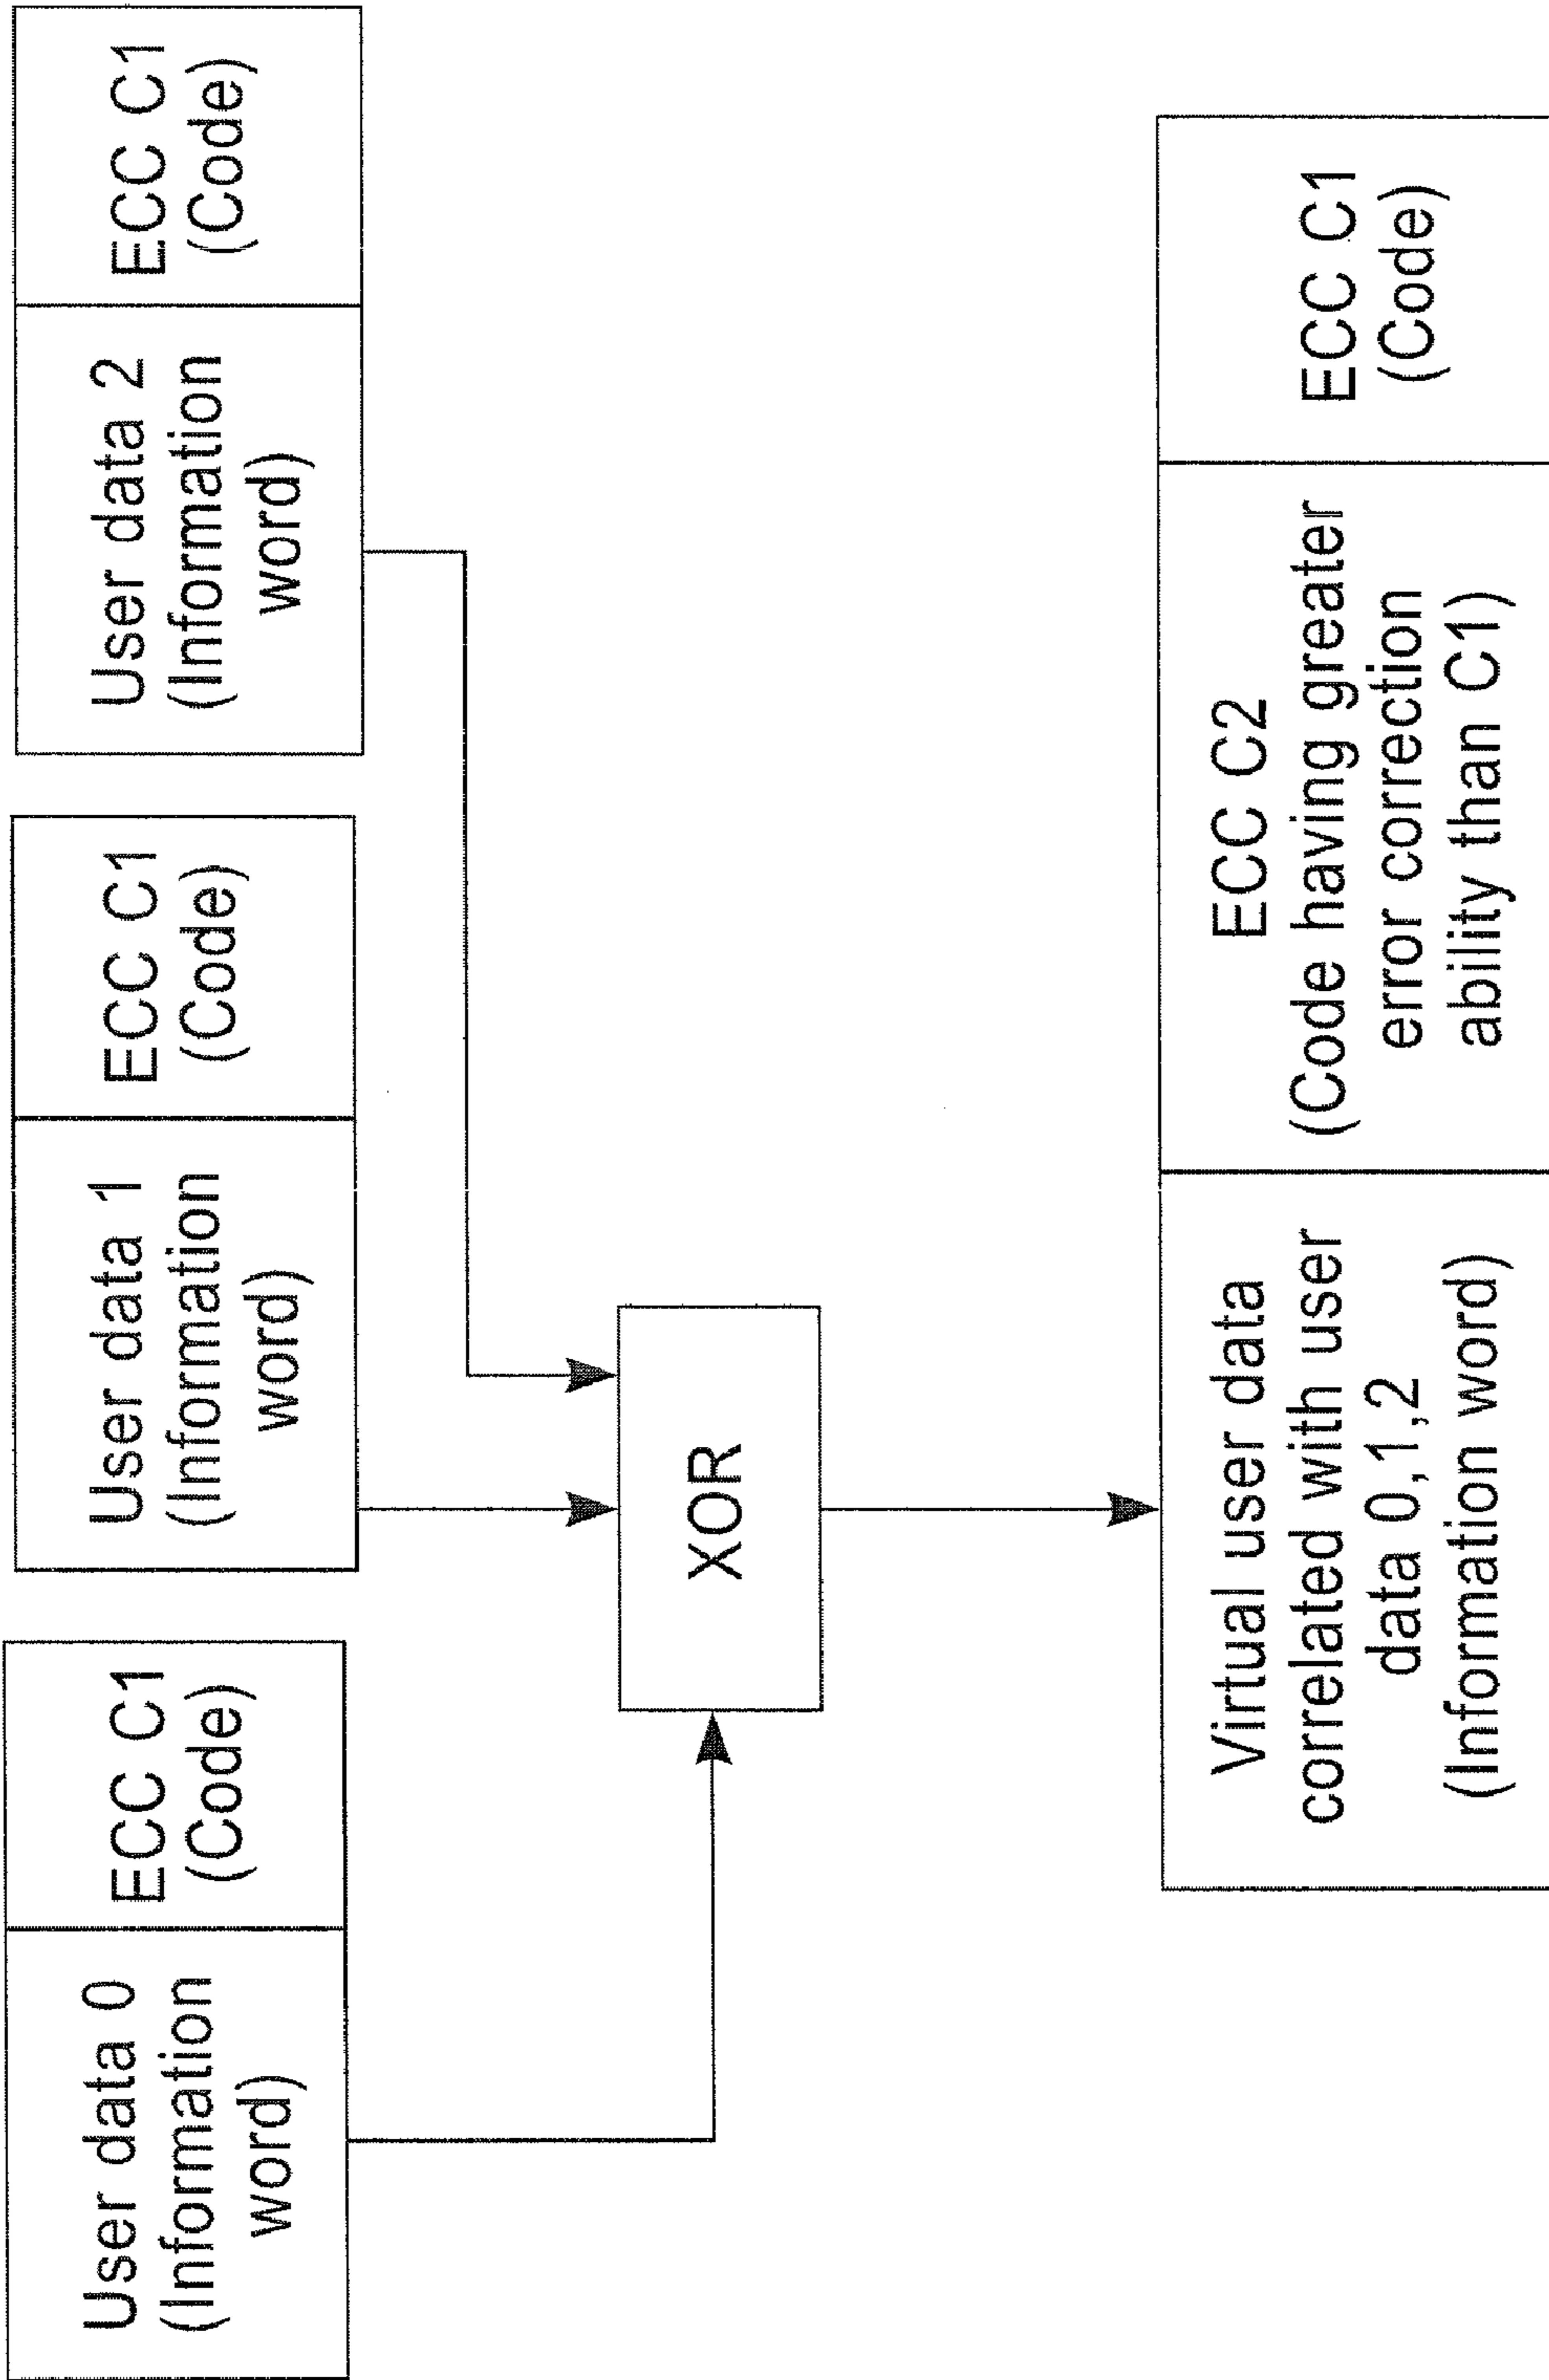 User data 0
(Information
word)
ECC C1
(Code)
User data 1
(Information
word)
ECC C1
(Code)
User data 2
(Information
word)
ECC C1
(Code)
XOR
Virtual user data
correlated with user
data 0,1,2
(Information word)
ECC C2
(Code having greater
error correction
ability than C1)
ECC C1
(Code)